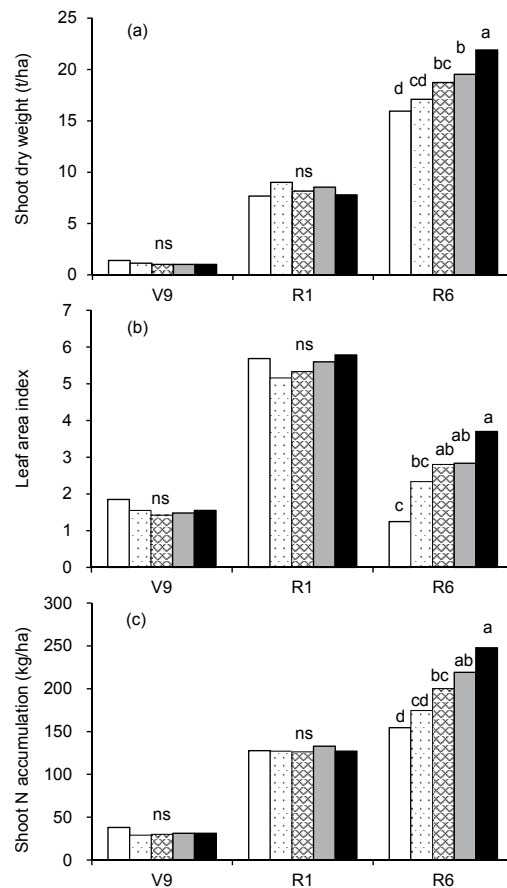 (a)
Shoot dry weight (t/ha)
25
20
15
10
5
0
ns
ns
d cd bc b a
V9 R1 R6
(b)
Leaf area index
7
6
5
4
3
2
1
0
ns
ns
c bc ab ab a
V9 R1 R6
(c)
Shoot N accumulation (kg/ha)
300
250
200
150
100
50
0
ns
ns
d cd bc ab a
V9 R1 R6